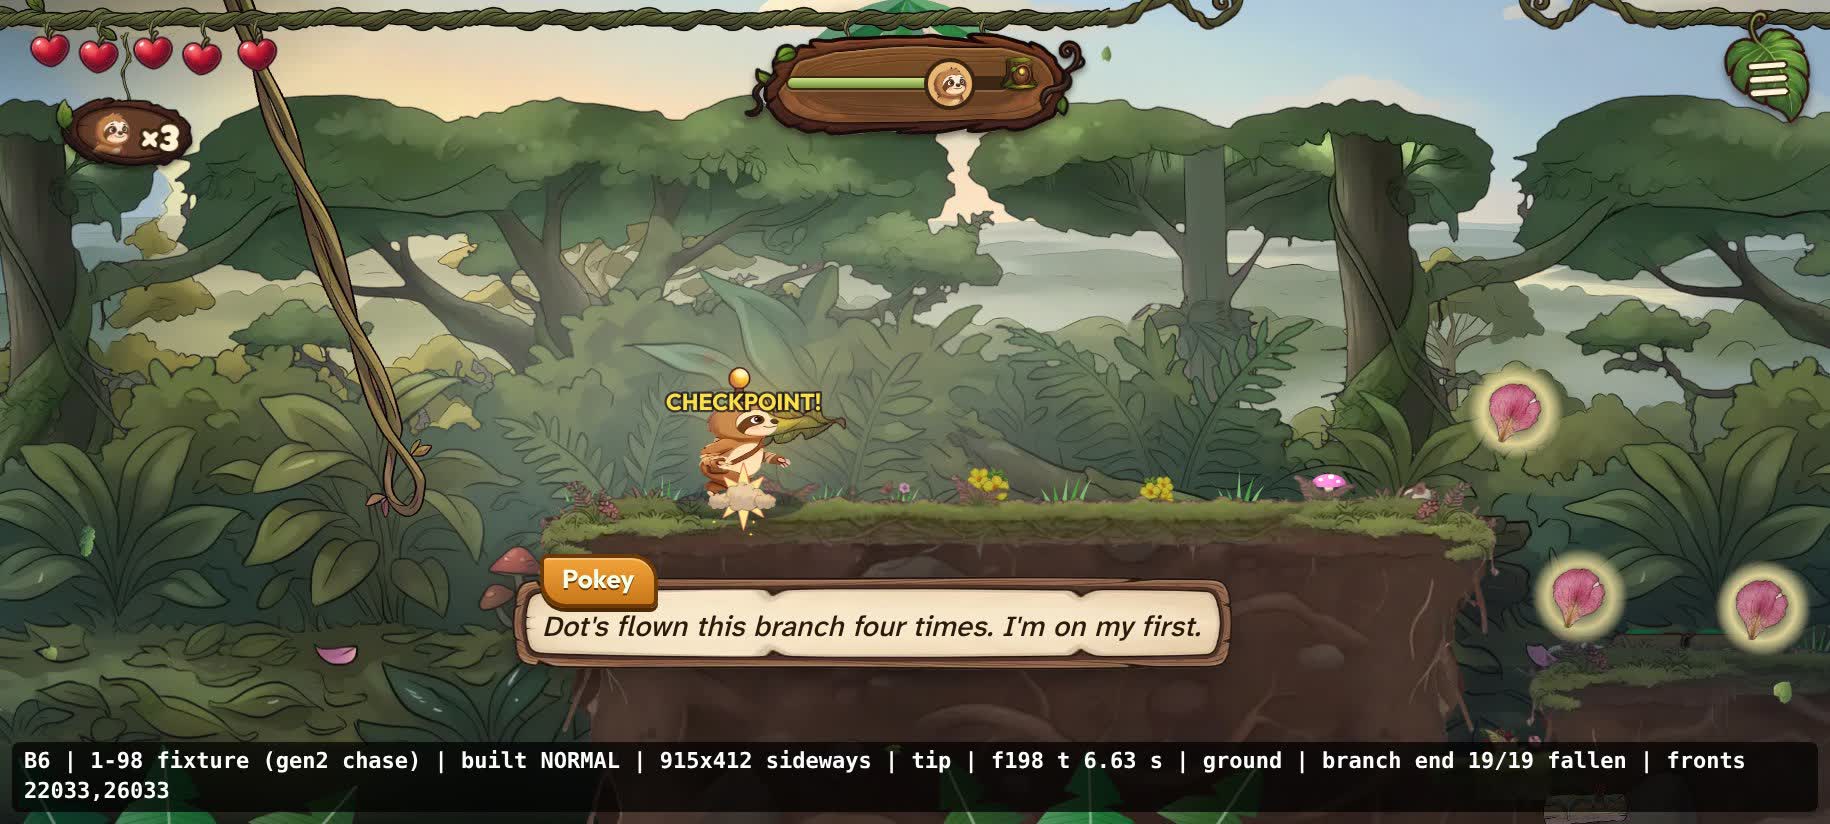 x3
CHECKPOINT!
Pokey
Dot's flown this branch four times. I'm on my first.
B6 | 1-98 fixture (gen2 chase) | built NORMAL | 915x412 sideways | tip | f198 t 6.63 s | ground | branch end 19/19 fallen | fronts
22033,26033